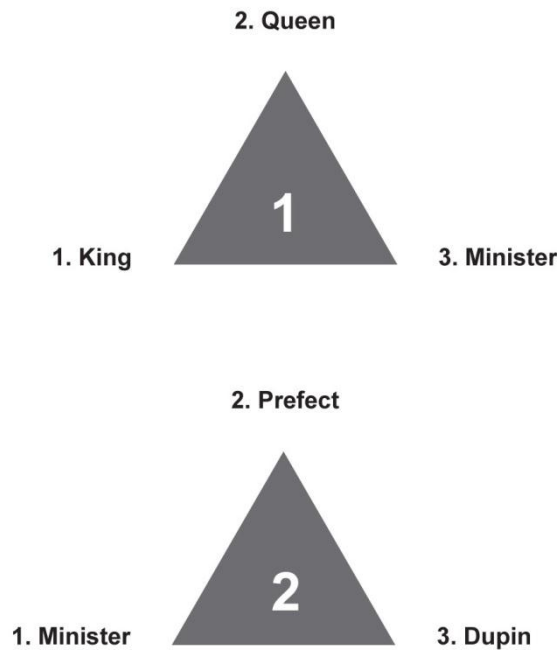 2. Queen
1
1. King
3. Minister
2. Prefect
2
1. Minister
3. Dupin